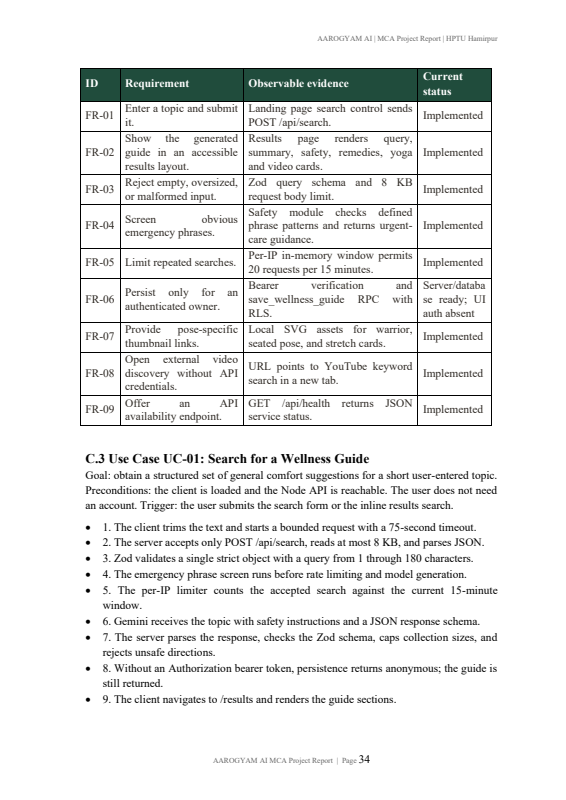 AAROGYAM AI | MCA Project Report | HPTU Hamirpur
ID Requirement Observable evidence Current
status
FR-01 Enter a topic and submit
it. Landing page search control sends
POST /api/search. Implemented
FR-02 Show the generated
guide in an accessible
results layout. Results page renders query,
summary, safety, remedies, yoga
and video cards. Implemented
FR-03 Reject empty, oversized,
or malformed input. Zod query schema and 8 KB
request body limit. Implemented
FR-04 Screen obvious
emergency phrases. Safety module checks defined
phrase patterns and returns urgent-
care guidance. Implemented
FR-05 Limit repeated searches. Per-IP in-memory window permits
20 requests per 15 minutes. Implemented
FR-06 Persist only for an
authenticated owner. Bearer verification and
save_wellness_guide RPC with
RLS. Server/databa
se ready; UI
auth absent
FR-07 Provide pose-specific
thumbnail links. Local SVG assets for warrior,
seated pose, and stretch cards. Implemented
FR-08 Open external video
discovery without API
credentials. URL points to YouTube keyword
search in a new tab. Implemented
FR-09 Offer an API
availability endpoint. GET /api/health returns JSON
service status. Implemented
C.3 Use Case UC-01: Search for a Wellness Guide
Goal: obtain a structured set of general comfort suggestions for a short user-entered topic.
Preconditions: the client is loaded and the Node API is reachable. The user does not need
an account. Trigger: the user submits the search form or the inline results search.
• 1. The client trims the text and starts a bounded request with a 75-second timeout.
• 2. The server accepts only POST /api/search, reads at most 8 KB, and parses JSON.
• 3. Zod validates a single strict object with a query from 1 through 180 characters.
• 4. The emergency phrase screen runs before rate limiting and model generation.
• 5. The per-IP limiter counts the accepted search against the current 15-minute
window.
• 6. Gemini receives the topic with safety instructions and a JSON response schema.
• 7. The server parses the response, checks the Zod schema, caps collection sizes, and
rejects unsafe directions.
• 8. Without an Authorization bearer token, persistence returns anonymous; the guide is
still returned.
• 9. The client navigates to /results and renders the guide sections.
AAROGYAM AI MCA Project Report | Page 34